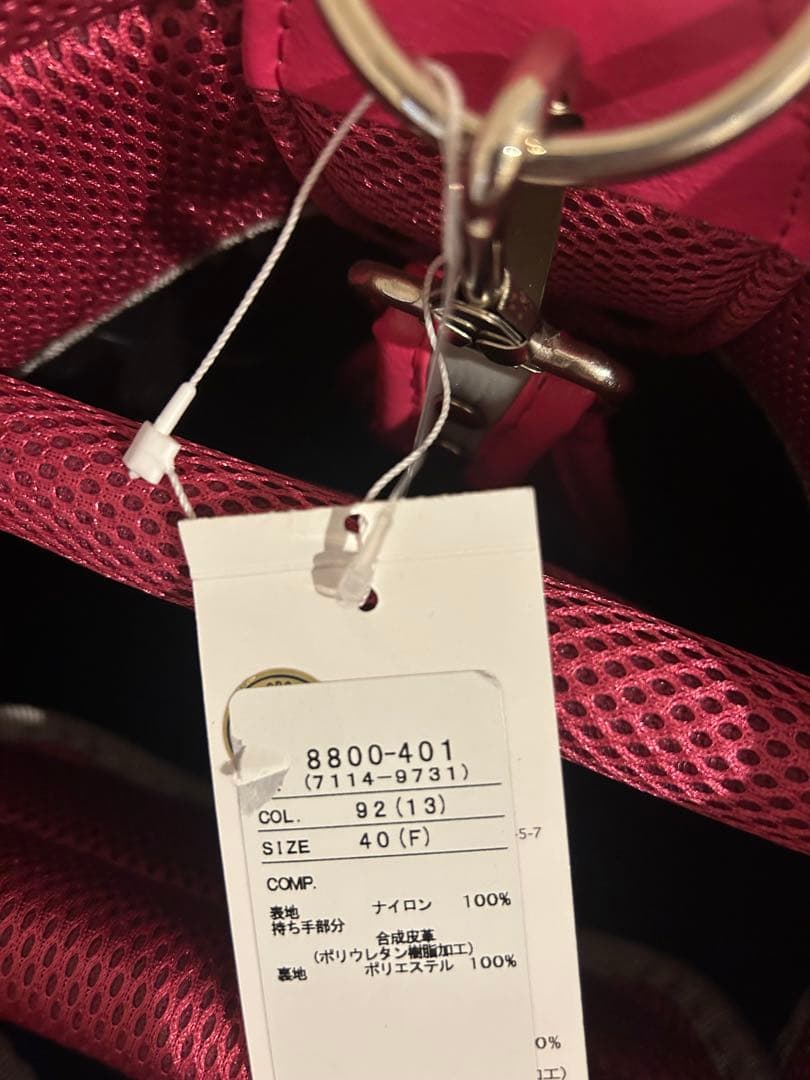 8800-401
(7114-9731)
COL. 92(13)
SIZE 40(F)
-5-7
COMP.
表地 ナイロン 100%
持ち手部分
合成皮革
(ポリウレタン樹脂加工)
裏地 ポリエステル 100%
0%
工)